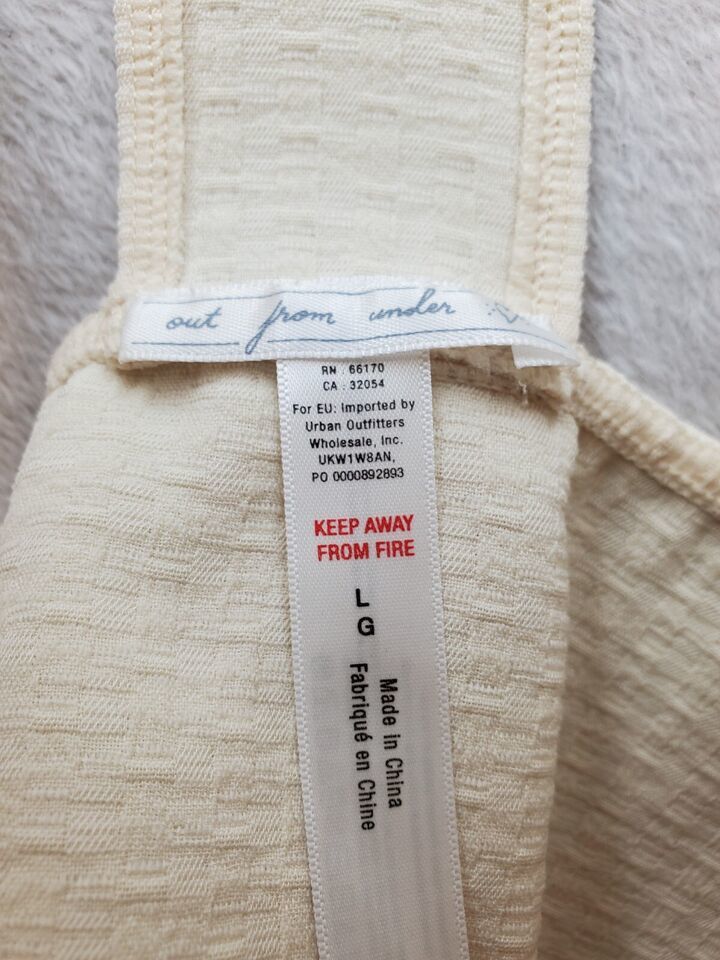 out from under
RN : 66170
CA : 32054
For EU: Imported by
Urban Outfitters
Wholesale, Inc.
UKW1W8AN,
PO 0000892893
KEEP AWAY
FROM FIRE
L
G
Made in China
Fabriqué en Chine